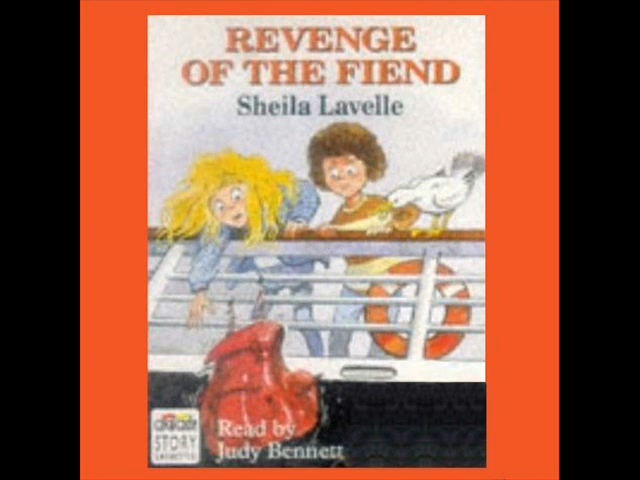 REVENGE
OF THE FIEND
Sheila Lavelle
STORY
Read by
Judy Bennett